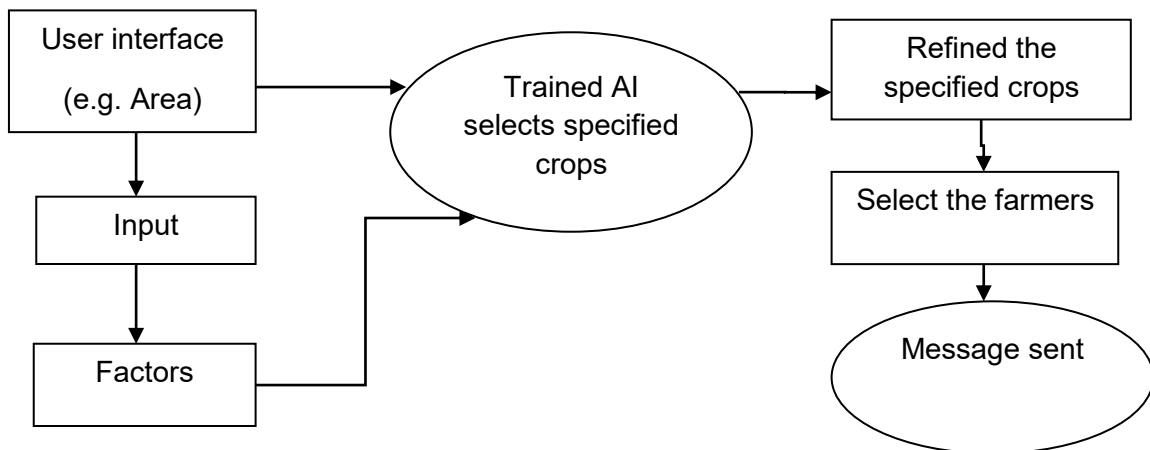 User interface
(e.g. Area)
Input
Factors
Trained AI
selects specified
crops
Refined the
specified crops
Select the farmers
Message sent